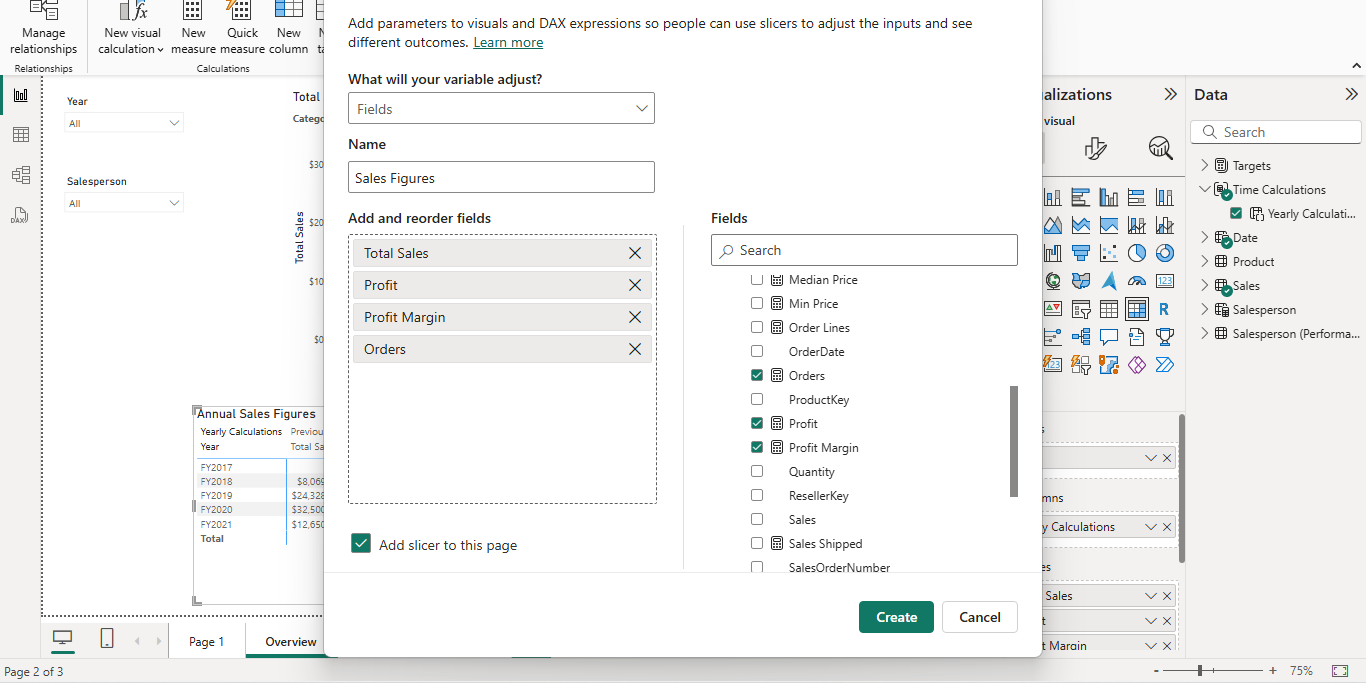 Manage
relationships
Relationships
New visual
calculation
New
measure
Quick
measure
New
column
Calculations
Add parameters to visuals and DAX expressions so people can use slicers to adjust the inputs and see
different outcomes. Learn more
What will your variable adjust?
Fields
Name
Sales Figures
Add and reorder fields
Total Sales
Profit
Profit Margin
Orders
Add slicer to this page
Fields
Search
Median Price
Min Price
Order Lines
OrderDate
Orders
ProductKey
Profit
Profit Margin
Quantity
ResellerKey
Sales
Sales Shipped
SalesOrderNumber
Create
Cancel
Year
All
Salesperson
All
Total
Catego
$30
$20
$10
$0
Total Sales
Annual Sales Figures
Yearly Calculations Previou
Year Total Sa
FY2017
FY2018 $8,069
FY2019 $24,328
FY2020 $32,500
FY2021 $12,650
Total
DAX
Page 1
Overview
Page 2 of 3
alizations
visual
123
R
123
mns
y Calculations
es
Sales
t
t Margin
Data
Search
Targets
Time Calculations
Yearly Calculati...
Date
Product
Sales
Salesperson
Salesperson (Performa...
- + 75%